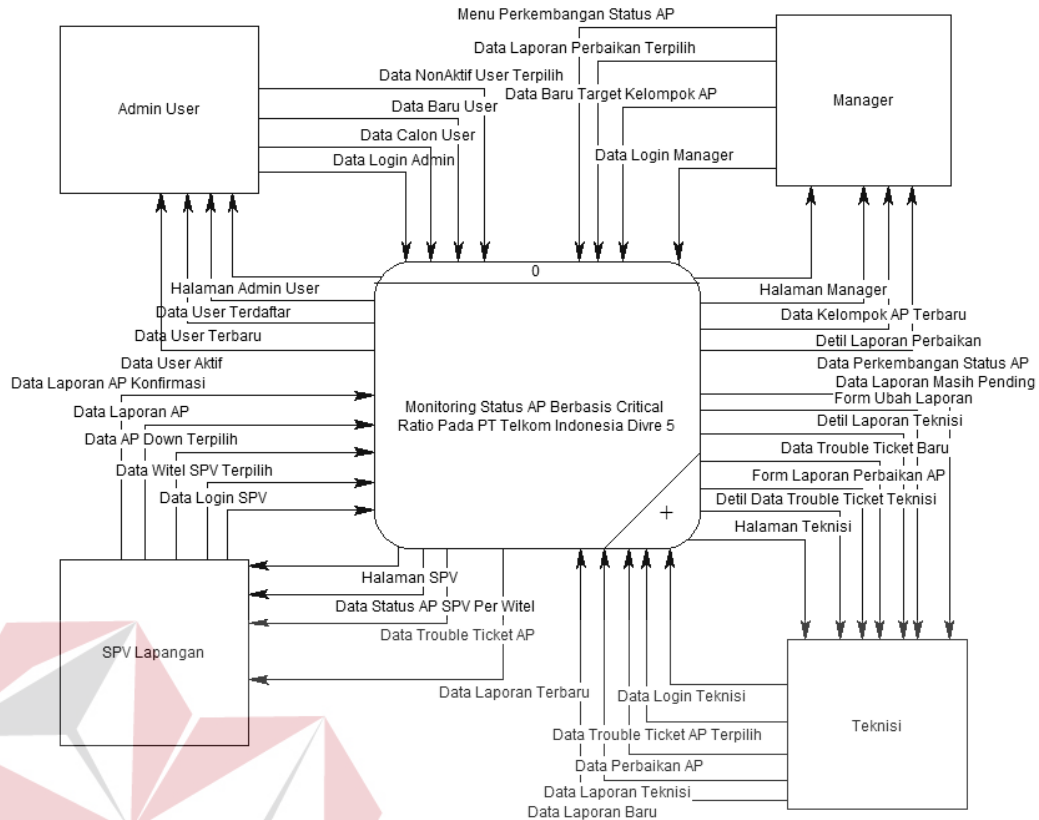 Menu Perkembangan Status AP
Data Laporan Perbaikan Terpilih
Data NonAktif User Terpilih
Data Baru Target Kelompok AP
Data Baru User
Admin User
Manager
Data Calon User
Data Login Admin
Data Login Manager
0
Halaman Admin User
Halaman Manager
Data User Terdaftar
Data Kelompok AP Terbaru
Data User Terbaru
Detil Laporan Perbaikan
Data User Aktif
Data Perkembangan Status AP
Data Laporan AP Konfirmasi
Data Laporan Masih Pending
Form Ubah Laporan
Data Laporan AP
Monitoring Status AP Berbasis Critical
Ratio Pada PT Telkom Indonesia Divre 5
Detil Laporan Teknisi
Data AP Down Terpilih
Data Trouble Ticket Baru
Data Witel SPV Terpilih
Form Laporan Perbaikan AP
Data Login SPV
Detil Data Trouble Ticket Teknisi
+
Halaman Teknisi
Halaman SPV
Data Status AP SPV Per Witel
Data Trouble Ticket AP
SPV Lapangan
Data Laporan Terbaru
Data Login Teknisi
Teknisi
Data Trouble Ticket AP Terpilih
Data Perbaikan AP
Data Laporan Teknisi
Data Laporan Baru